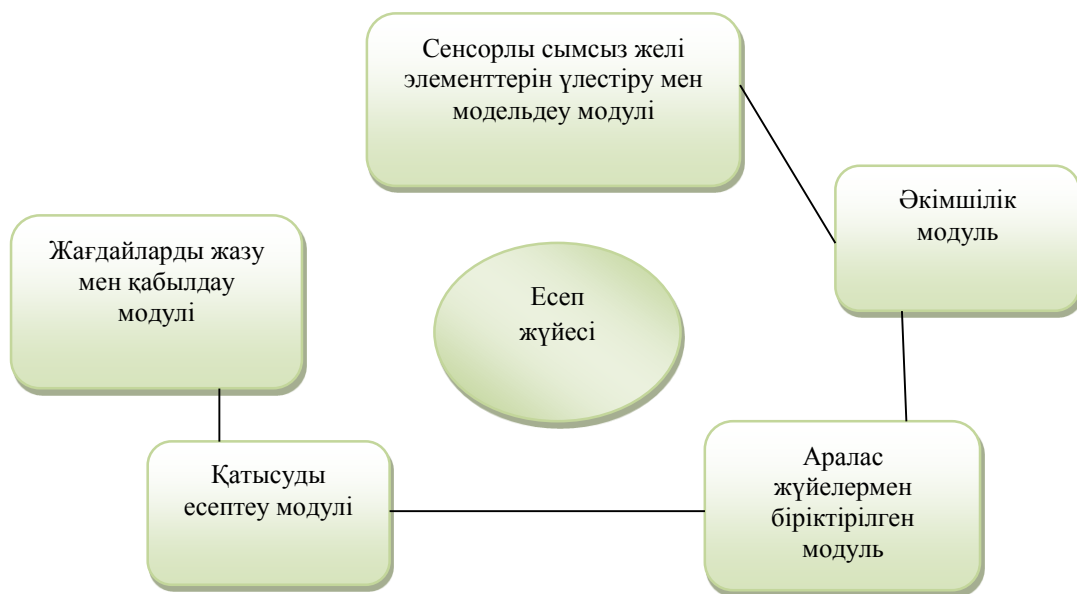 Сенсорлы сымсыз желі
элементтерін үлестіру мен
модельдеу модулі
Әкімшілік
модуль
Жағдайларды жазу
мен қабылдау
модулі
Есеп
жүйесі
Қатысуды
есептеу модулі
Аралас
жүйелермен
біріктірілген
модуль